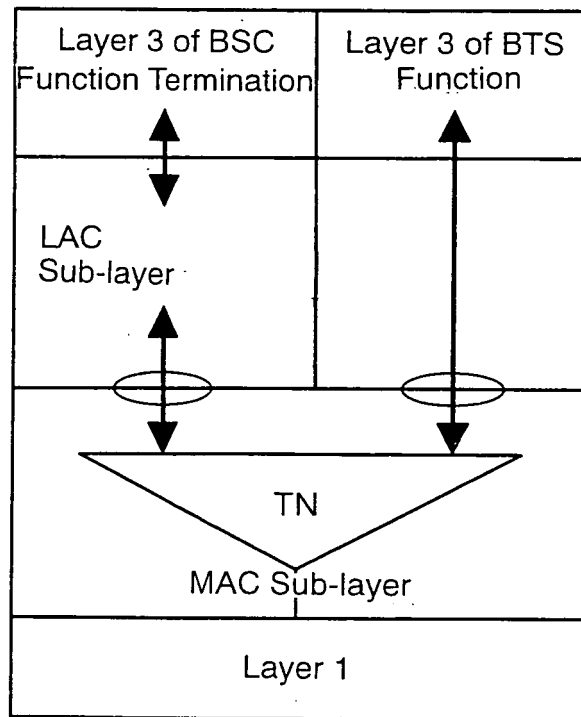 Layer 3 of BSC
Function Termination
Layer 3 of BTS
Function
LAC
Sub-layer
TN
MAC Sub-layer
Layer 1